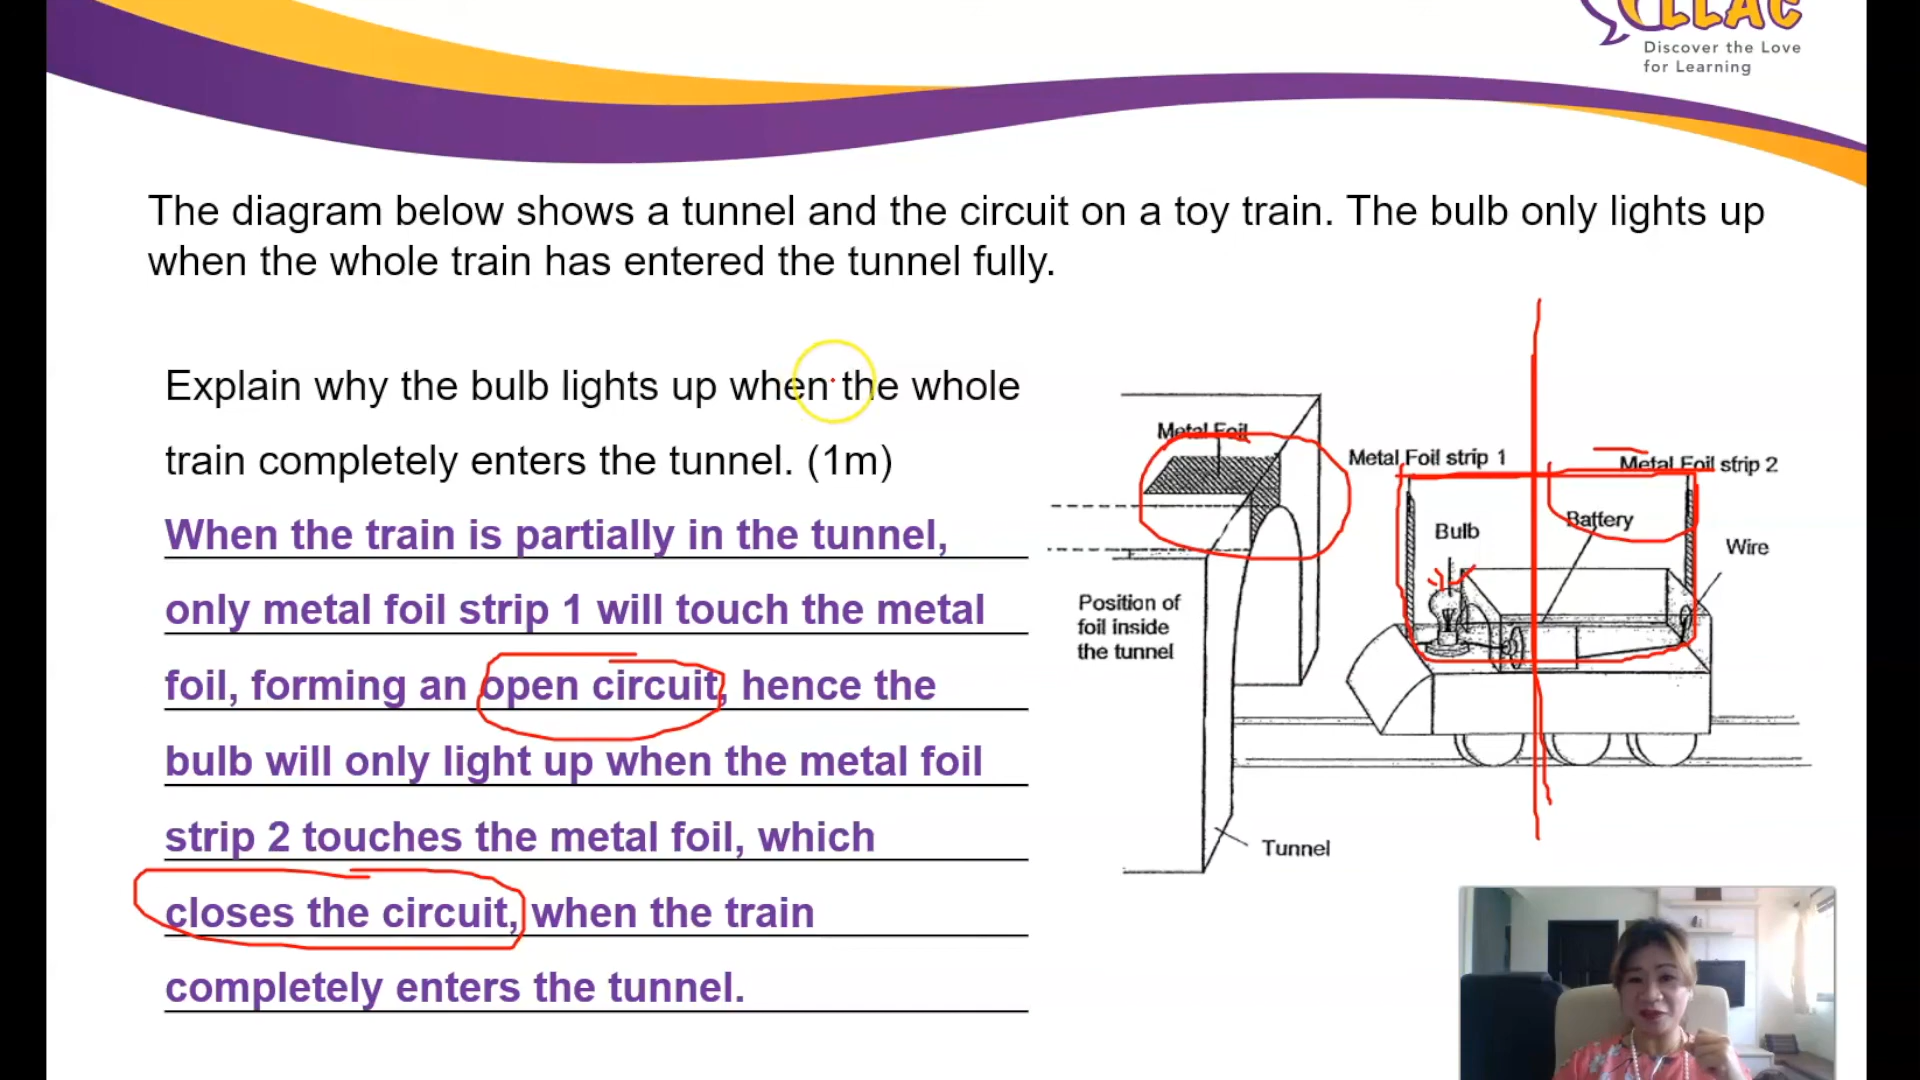 Discover the Love
for Learning
The diagram below shows a tunnel and the circuit on a toy train. The bulb only lights up
when the whole train has entered the tunnel fully.
Explain why the bulb lights up when the whole
train completely enters the tunnel. (1m)
When the train is partially in the tunnel,
only metal foil strip 1 will touch the metal
foil, forming an open circuit, hence the
bulb will only light up when the metal foil
strip 2 touches the metal foil, which
closes the circuit, when the train
completely enters the tunnel.
Metal Foil
Metal Foil strip 1
Metal Foil strip 2
Battery
Bulb
Wire
Position of
foil inside
the tunnel
Tunnel